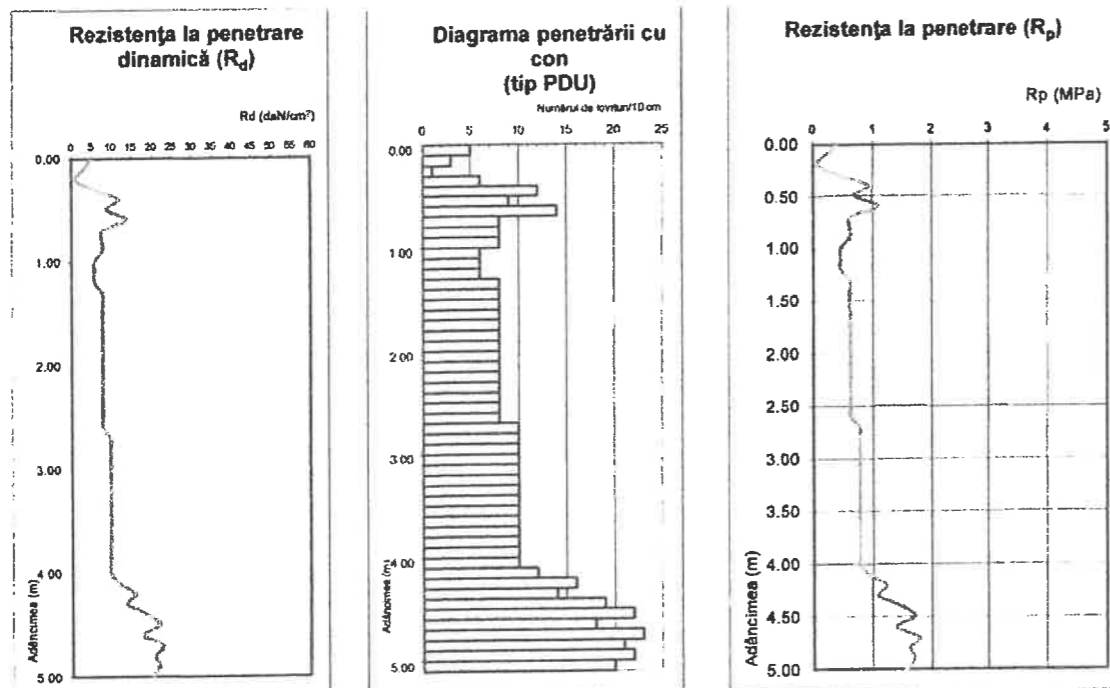 Rezistența la penetrare
dinamică (Rd)
Rd (daN/cm²)
0 5 10 15 20 25 30 35 40 45 50 55 60
0.00
1.00
2.00
3.00
4.00
5.00
Adâncimea (m)
Diagrama penetrării cu
con
(tip PDU)
Numărul de lovituri/10 cm
0 5 10 15 20 25
0.00
1.00
2.00
3.00
4.00
5.00
Adâncimea (m)
Rezistența la penetrare (Rp)
Rp (MPa)
0 1 2 3 4 5
0.00
0.50
1.00
1.50
2.00
2.50
3.00
3.50
4.00
4.50
5.00
Adâncimea (m)